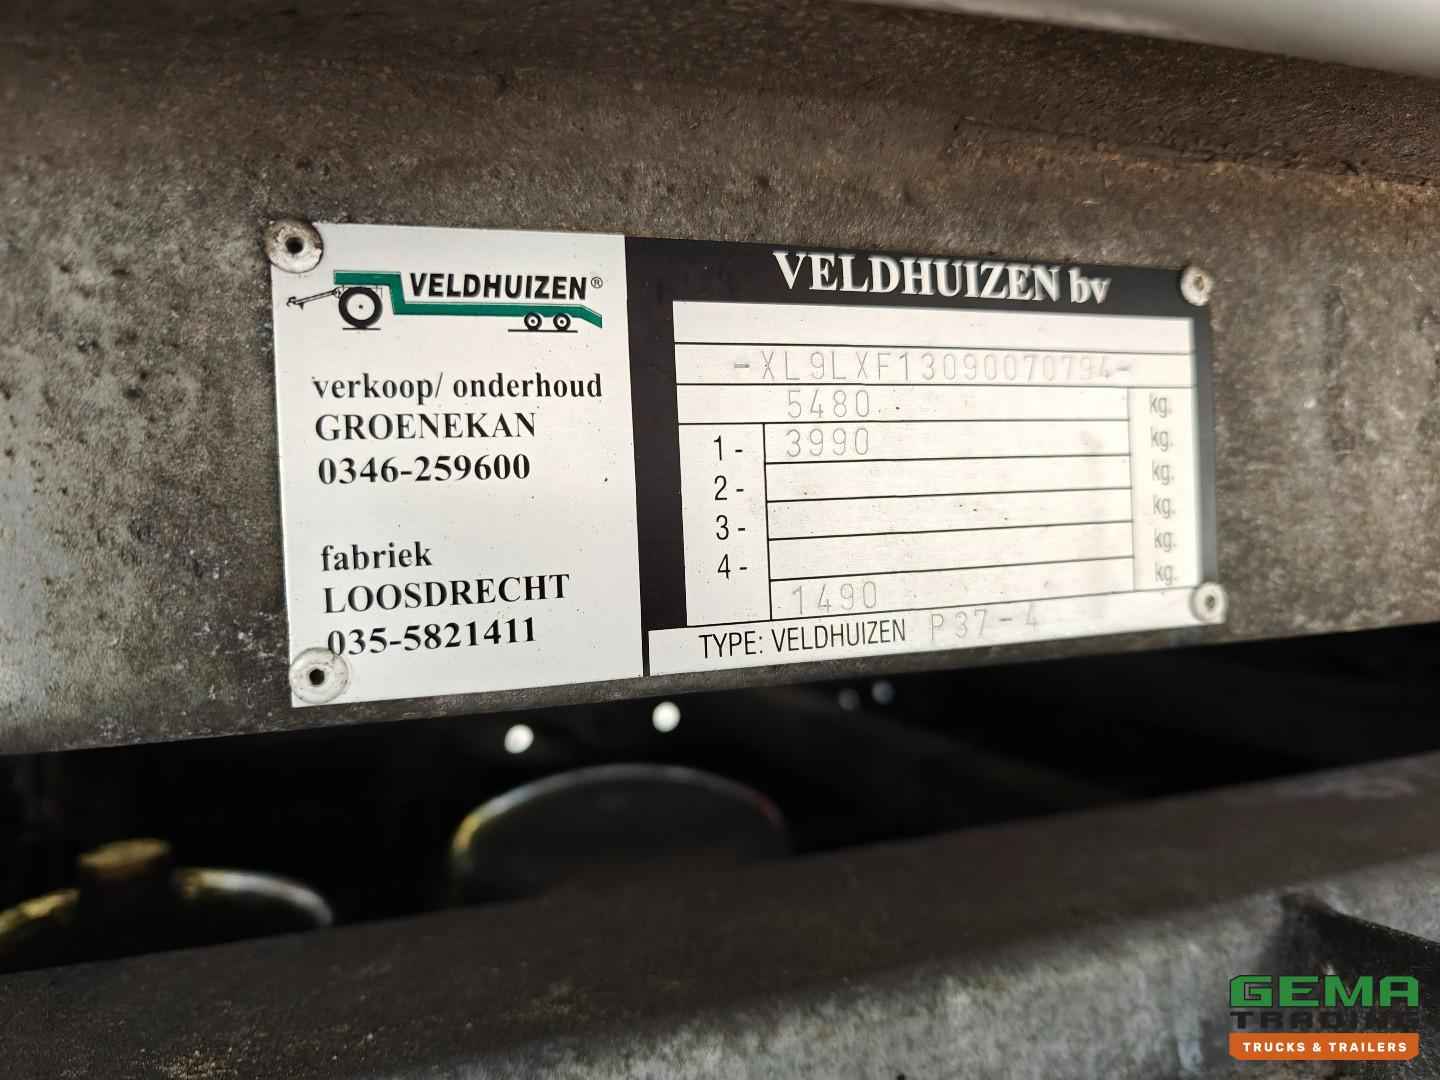 VELDHUIZEN®
verkoop/ onderhoud
GROENEKAN
0346-259600
fabriek
LOOSDRECHT
035-5821411
VELDHUIZEN bv
-XL9LXF13090070794-
5480 kg.
1- 3990 kg.
2- kg.
3- kg.
4- kg.
1490 kg.
TYPE: VELDHUIZEN P37-4
GEMA
TRADING
TRUCKS & TRAILERS